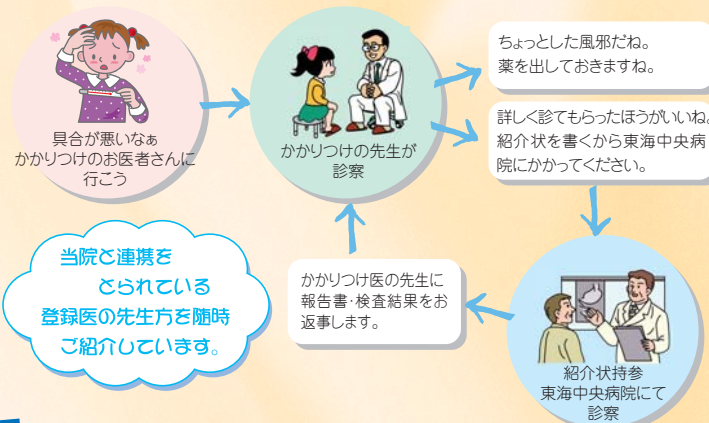 具合が悪いなぁ
かかりつけのお医者さんに
行こう
かかりつけの先生が
診察
ちょっとした風邪だね。
薬を出しておきますね。
詳しく診てもらったほうがいいね。
紹介状を書くから東海中央病
院にかかってください。
紹介状持参
東海中央病院にて
診察
かかりつけ医の先生に
報告書・検査結果をお
返事します。
当院と連携を
とられている
登録医の先生方を随時
ご紹介しています。